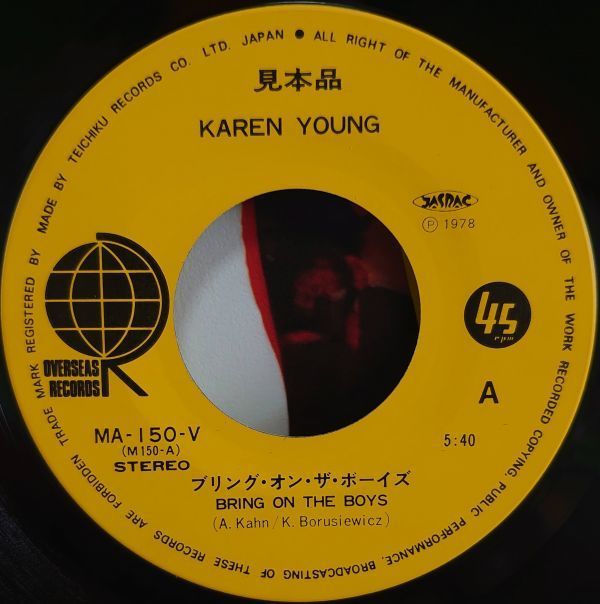 MADE BY TEICHIKU RECORDS CO. LTD. JAPAN • ALL RIGHT OF THE MANUFACTURER AND OWNER OF THE WORK RECORDED COPYING, PUBLIC PERFORMANCE, BROADCASTING OF THESE RECORDS ARE FORBIDDEN TRADE MARK REGISTERED BY
見本品
KAREN YOUNG
JASRAC
Ⓟ 1978
OVERSEAS
RECORDS
45
rpm
A
MA-150-V
(M150-A)
STEREO
5:40
ブリング・オン・ザ・ボーイズ
BRING ON THE BOYS
(A. Kahn/K. Borusiewicz)